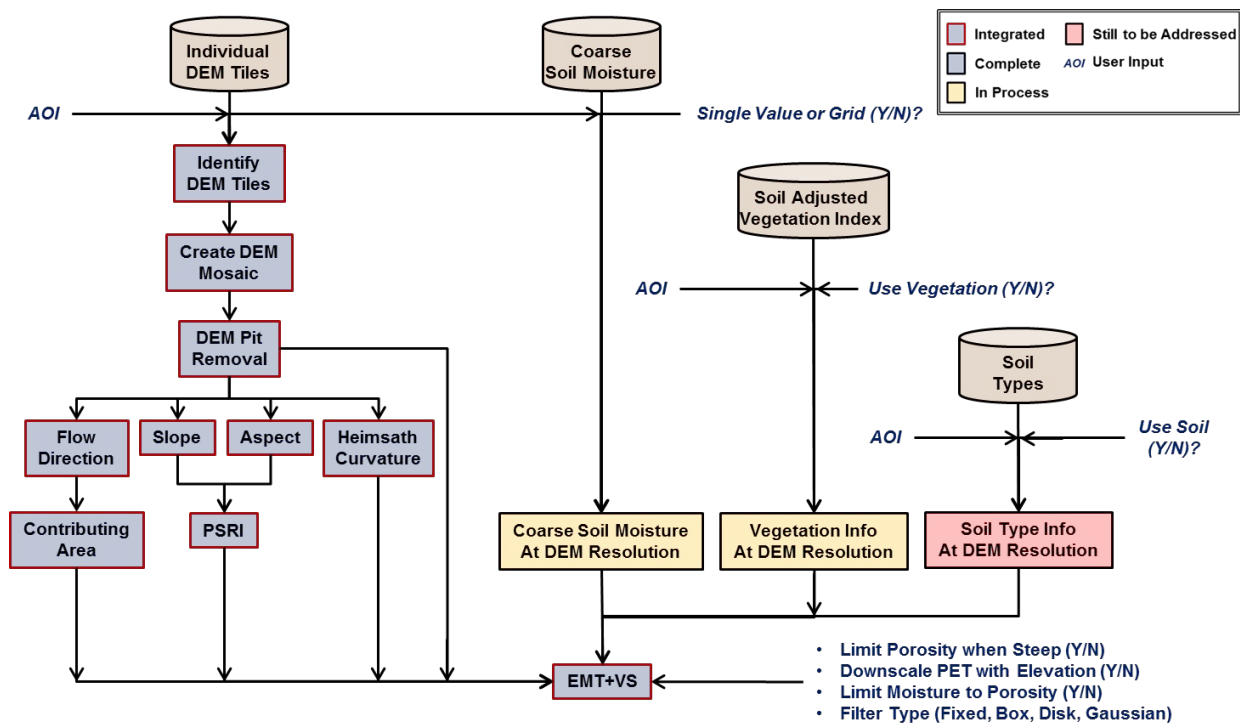 Individual
DEM Tiles
Coarse
Soil Moisture
Integrated
Still to be Addressed
Complete
AOI User Input
In Process
AOI
Single Value or Grid (Y/N)?
Identify
DEM Tiles
Soil Adjusted
Vegetation Index
Create DEM
Mosaic
AOI
Use Vegetation (Y/N)?
DEM Pit
Removal
Soil
Types
Flow
Direction
Slope
Aspect
Heimsath
Curvature
AOI
Use Soil
(Y/N)?
Contributing
Area
PSRI
Coarse Soil Moisture
At DEM Resolution
Vegetation Info
At DEM Resolution
Soil Type Info
At DEM Resolution
EMT+VS
• Limit Porosity when Steep (Y/N)
• Downscale PET with Elevation (Y/N)
• Limit Moisture to Porosity (Y/N)
• Filter Type (Fixed, Box, Disk, Gaussian)